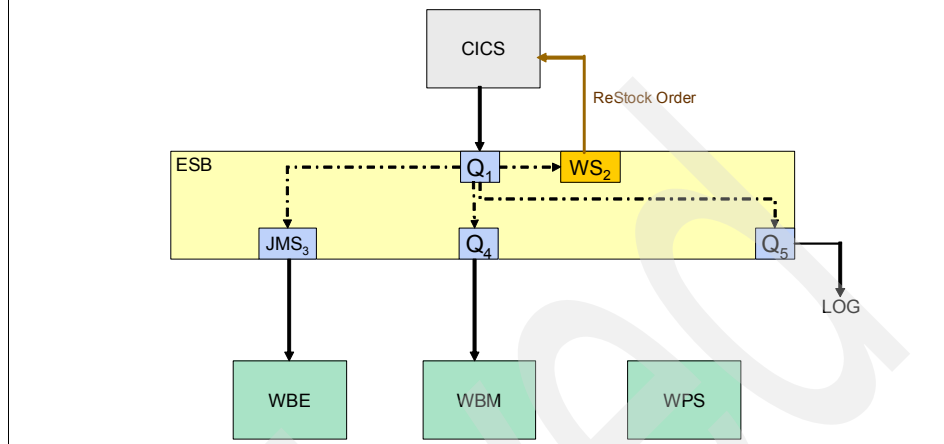 CICS
ReStock Order
ESB
Q1
WS2
JMS3
Q4
Q5
LOG
WBE
WBM
WPS